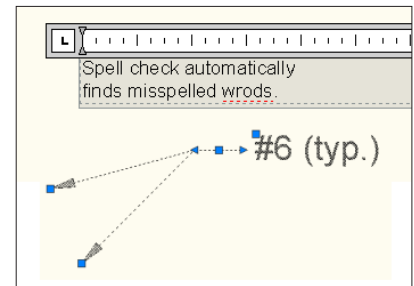 L
Spell check automatically
finds misspelled wrods.
#6 (typ.)